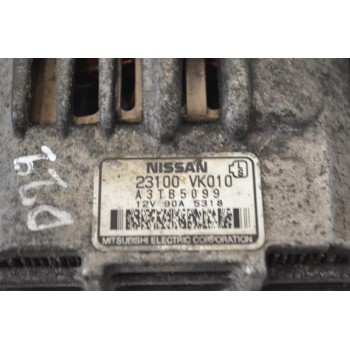 NISSAN
23100 VK010
A3TB5099
12V 90A 5318
MITSUBISHI ELECTRIC CORPORATION